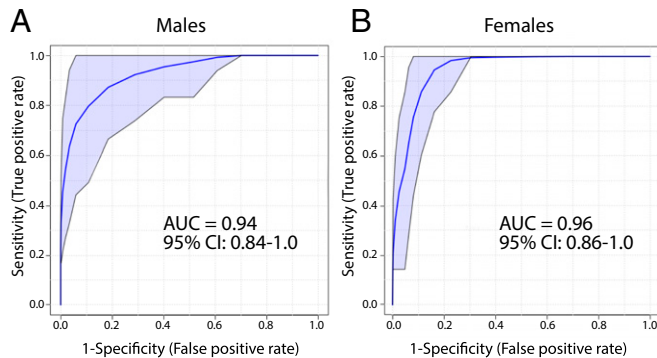 A
Males
Sensitivity (True positive rate)
1.0
0.8
0.6
0.4
0.2
0.0
AUC = 0.94
95% CI: 0.84-1.0
0.0 0.2 0.4 0.6 0.8 1.0
1-Specificity (False positive rate)
B
Females
Sensitivity (True positive rate)
1.0
0.8
0.6
0.4
0.2
0.0
AUC = 0.96
95% CI: 0.86-1.0
0.0 0.2 0.4 0.6 0.8 1.0
1-Specificity (False positive rate)